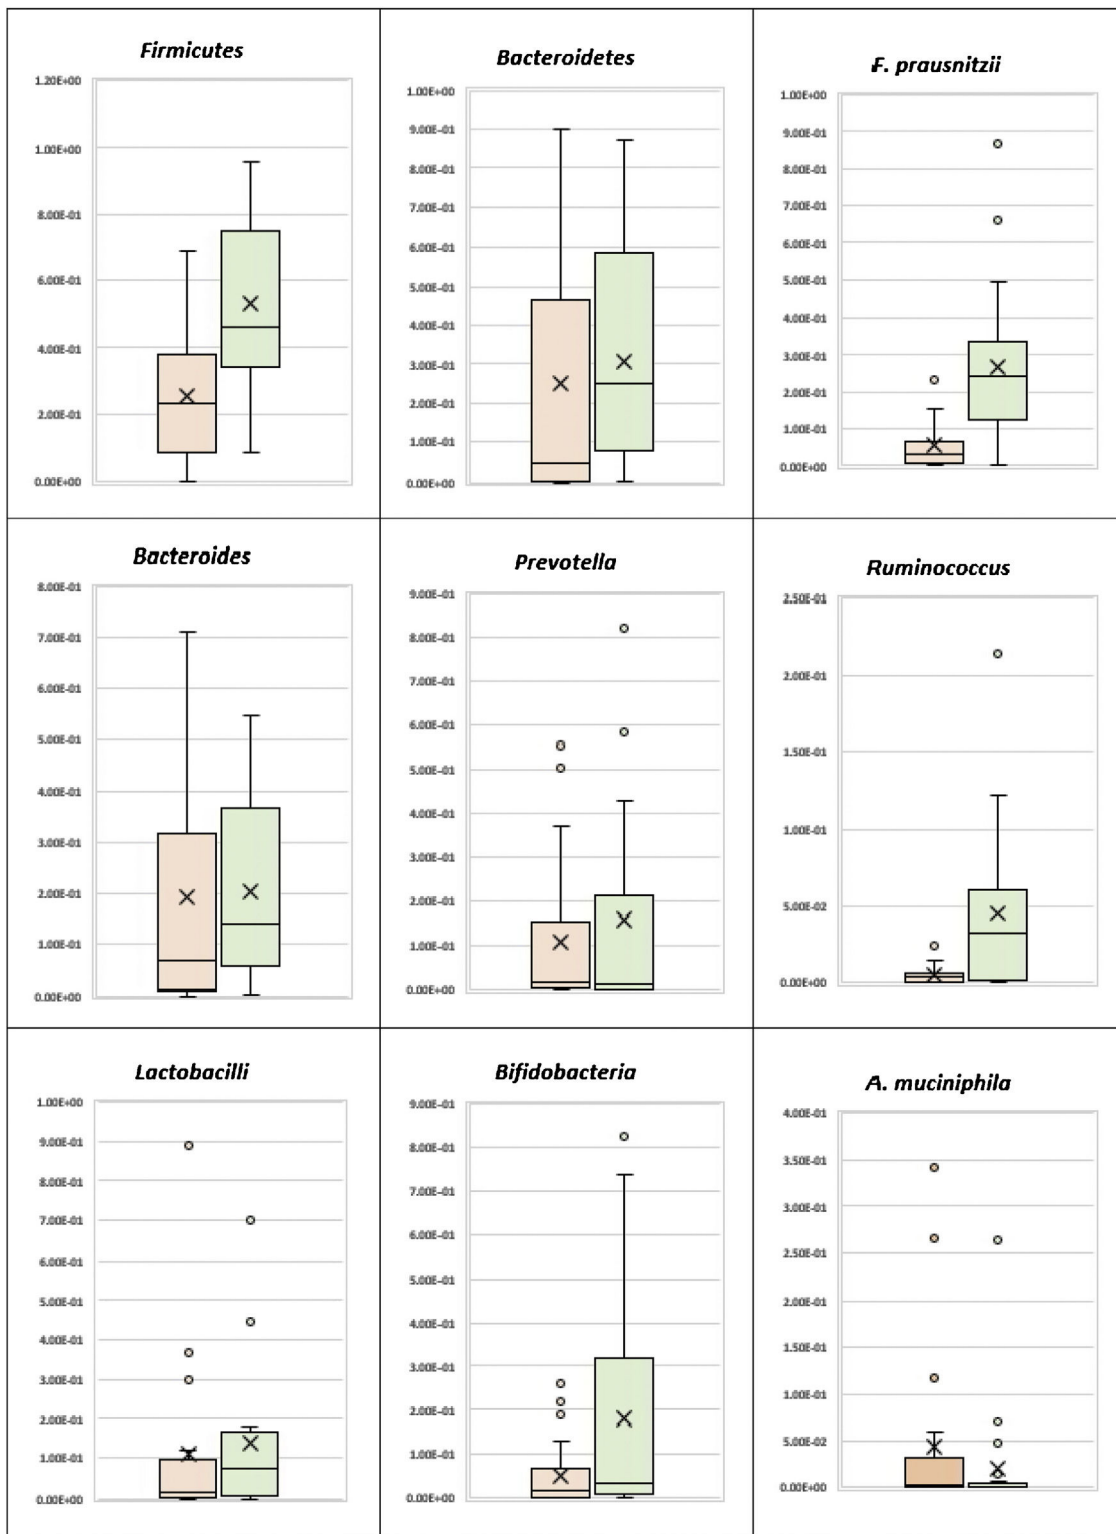 Firmicutes
1.20E+00
1.00E+00
8.00E-01
6.00E-01
4.00E-01
2.00E-01
0.00E+00
Bacteroidetes
1.00E+00
9.00E-01
8.00E-01
7.00E-01
6.00E-01
5.00E-01
4.00E-01
3.00E-01
2.00E-01
1.00E-01
0.00E+00
F. prausnitzii
1.00E+00
9.00E-01
8.00E-01
7.00E-01
6.00E-01
5.00E-01
4.00E-01
3.00E-01
2.00E-01
1.00E-01
0.00E+00
Bacteroides
8.00E-01
7.00E-01
6.00E-01
5.00E-01
4.00E-01
3.00E-01
2.00E-01
1.00E-01
0.00E+00
Prevotella
9.00E-01
8.00E-01
7.00E-01
6.00E-01
5.00E-01
4.00E-01
3.00E-01
2.00E-01
1.00E-01
0.00E+00
Ruminococcus
2.50E-01
2.00E-01
1.50E-01
1.00E-01
5.00E-02
0.00E+00
Lactobacilli
1.00E+00
9.00E-01
8.00E-01
7.00E-01
6.00E-01
5.00E-01
4.00E-01
3.00E-01
2.00E-01
1.00E-01
0.00E+00
Bifidobacteria
9.00E-01
8.00E-01
7.00E-01
6.00E-01
5.00E-01
4.00E-01
3.00E-01
2.00E-01
1.00E-01
0.00E+00
A. muciniphila
4.00E-01
3.50E-01
3.00E-01
2.50E-01
2.00E-01
1.50E-01
1.00E-01
5.00E-02
0.00E+00